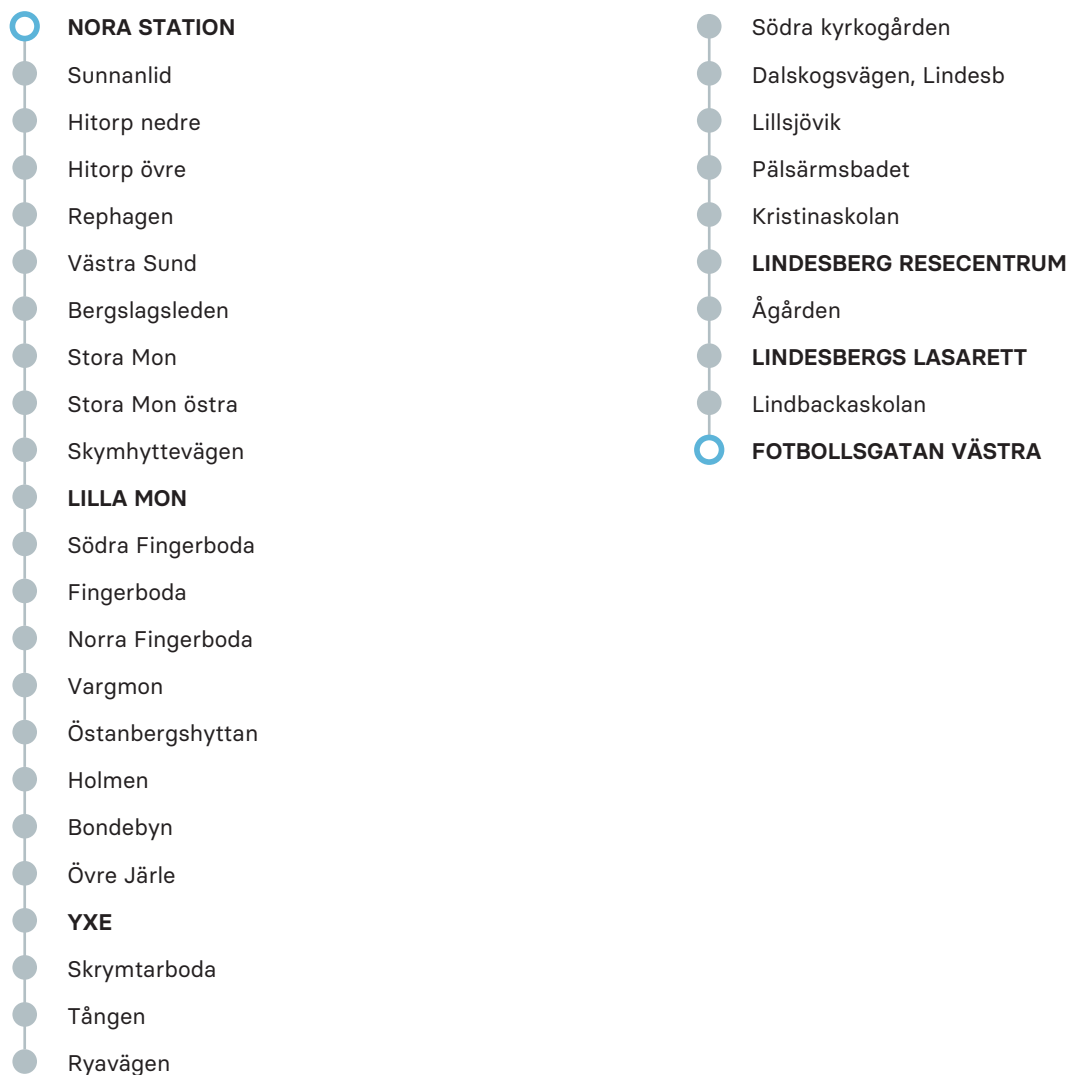 NORA STATION
Sunnanlid
Hitorp nedre
Hitorp övre
Rephagen
Västra Sund
Bergslagsleden
Stora Mon
Stora Mon östra
Skymhyttevägen
LILLA MON
Södra Fingerboda
Fingerboda
Norra Fingerboda
Vargmon
Östanbergshyttan
Holmen
Bondebyn
Övre Järle
YXE
Skrymtarboda
Tången
Ryavägen
Södra kyrkogården
Dalskogsvägen, Lindesb
Lillsjövik
Pälsärmsbadet
Kristinaskolan
LINDESBERG RESECENTRUM
Ågården
LINDESBERGS LASARETT
Lindbackaskolan
FOTBOLLSGATAN VÄSTRA